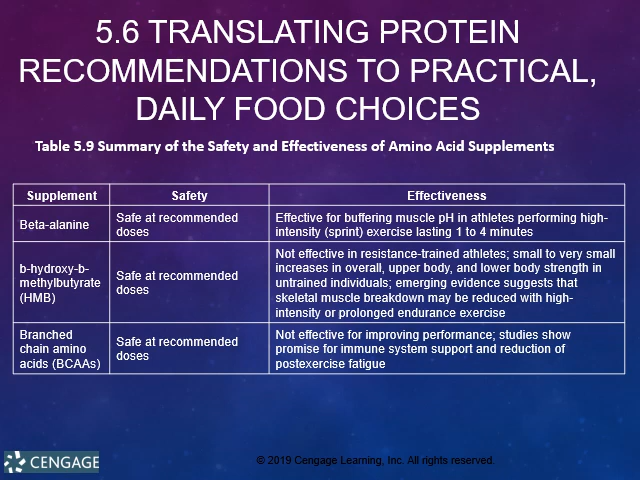 5.6 TRANSLATING PROTEIN
RECOMMENDATIONS TO PRACTICAL,
DAILY FOOD CHOICES
Table 5.9 Summary of the Safety and Effectiveness of Amino Acid Supplements
Supplement
Safety
Effectiveness
Beta-alanine
Safe at recommended
doses
Effective for buffering muscle pH in athletes performing high-
intensity (sprint) exercise lasting 1 to 4 minutes
b-hydroxy-b-
methylbutyrate
(HMB)
Safe at recommended
doses
Not effective in resistance-trained athletes; small to very small
increases in overall, upper body, and lower body strength in
untrained individuals; emerging evidence suggests that
skeletal muscle breakdown may be reduced with high-
intensity or prolonged endurance exercise
Branched
chain amino
acids (BCAAs)
Safe at recommended
doses
Not effective for improving performance; studies show
promise for immune system support and reduction of
postexercise fatigue
CENGAGE
© 2019 Cengage Learning, Inc. All rights reserved.